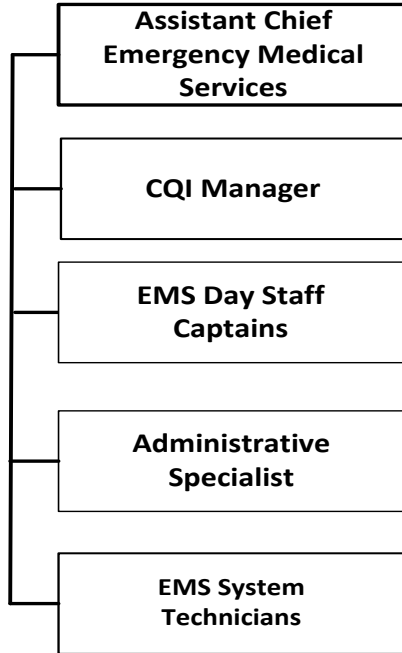 Assistant Chief
Emergency Medical
Services
CQI Manager
EMS Day Staff
Captains
Administrative
Specialist
EMS System
Technicians